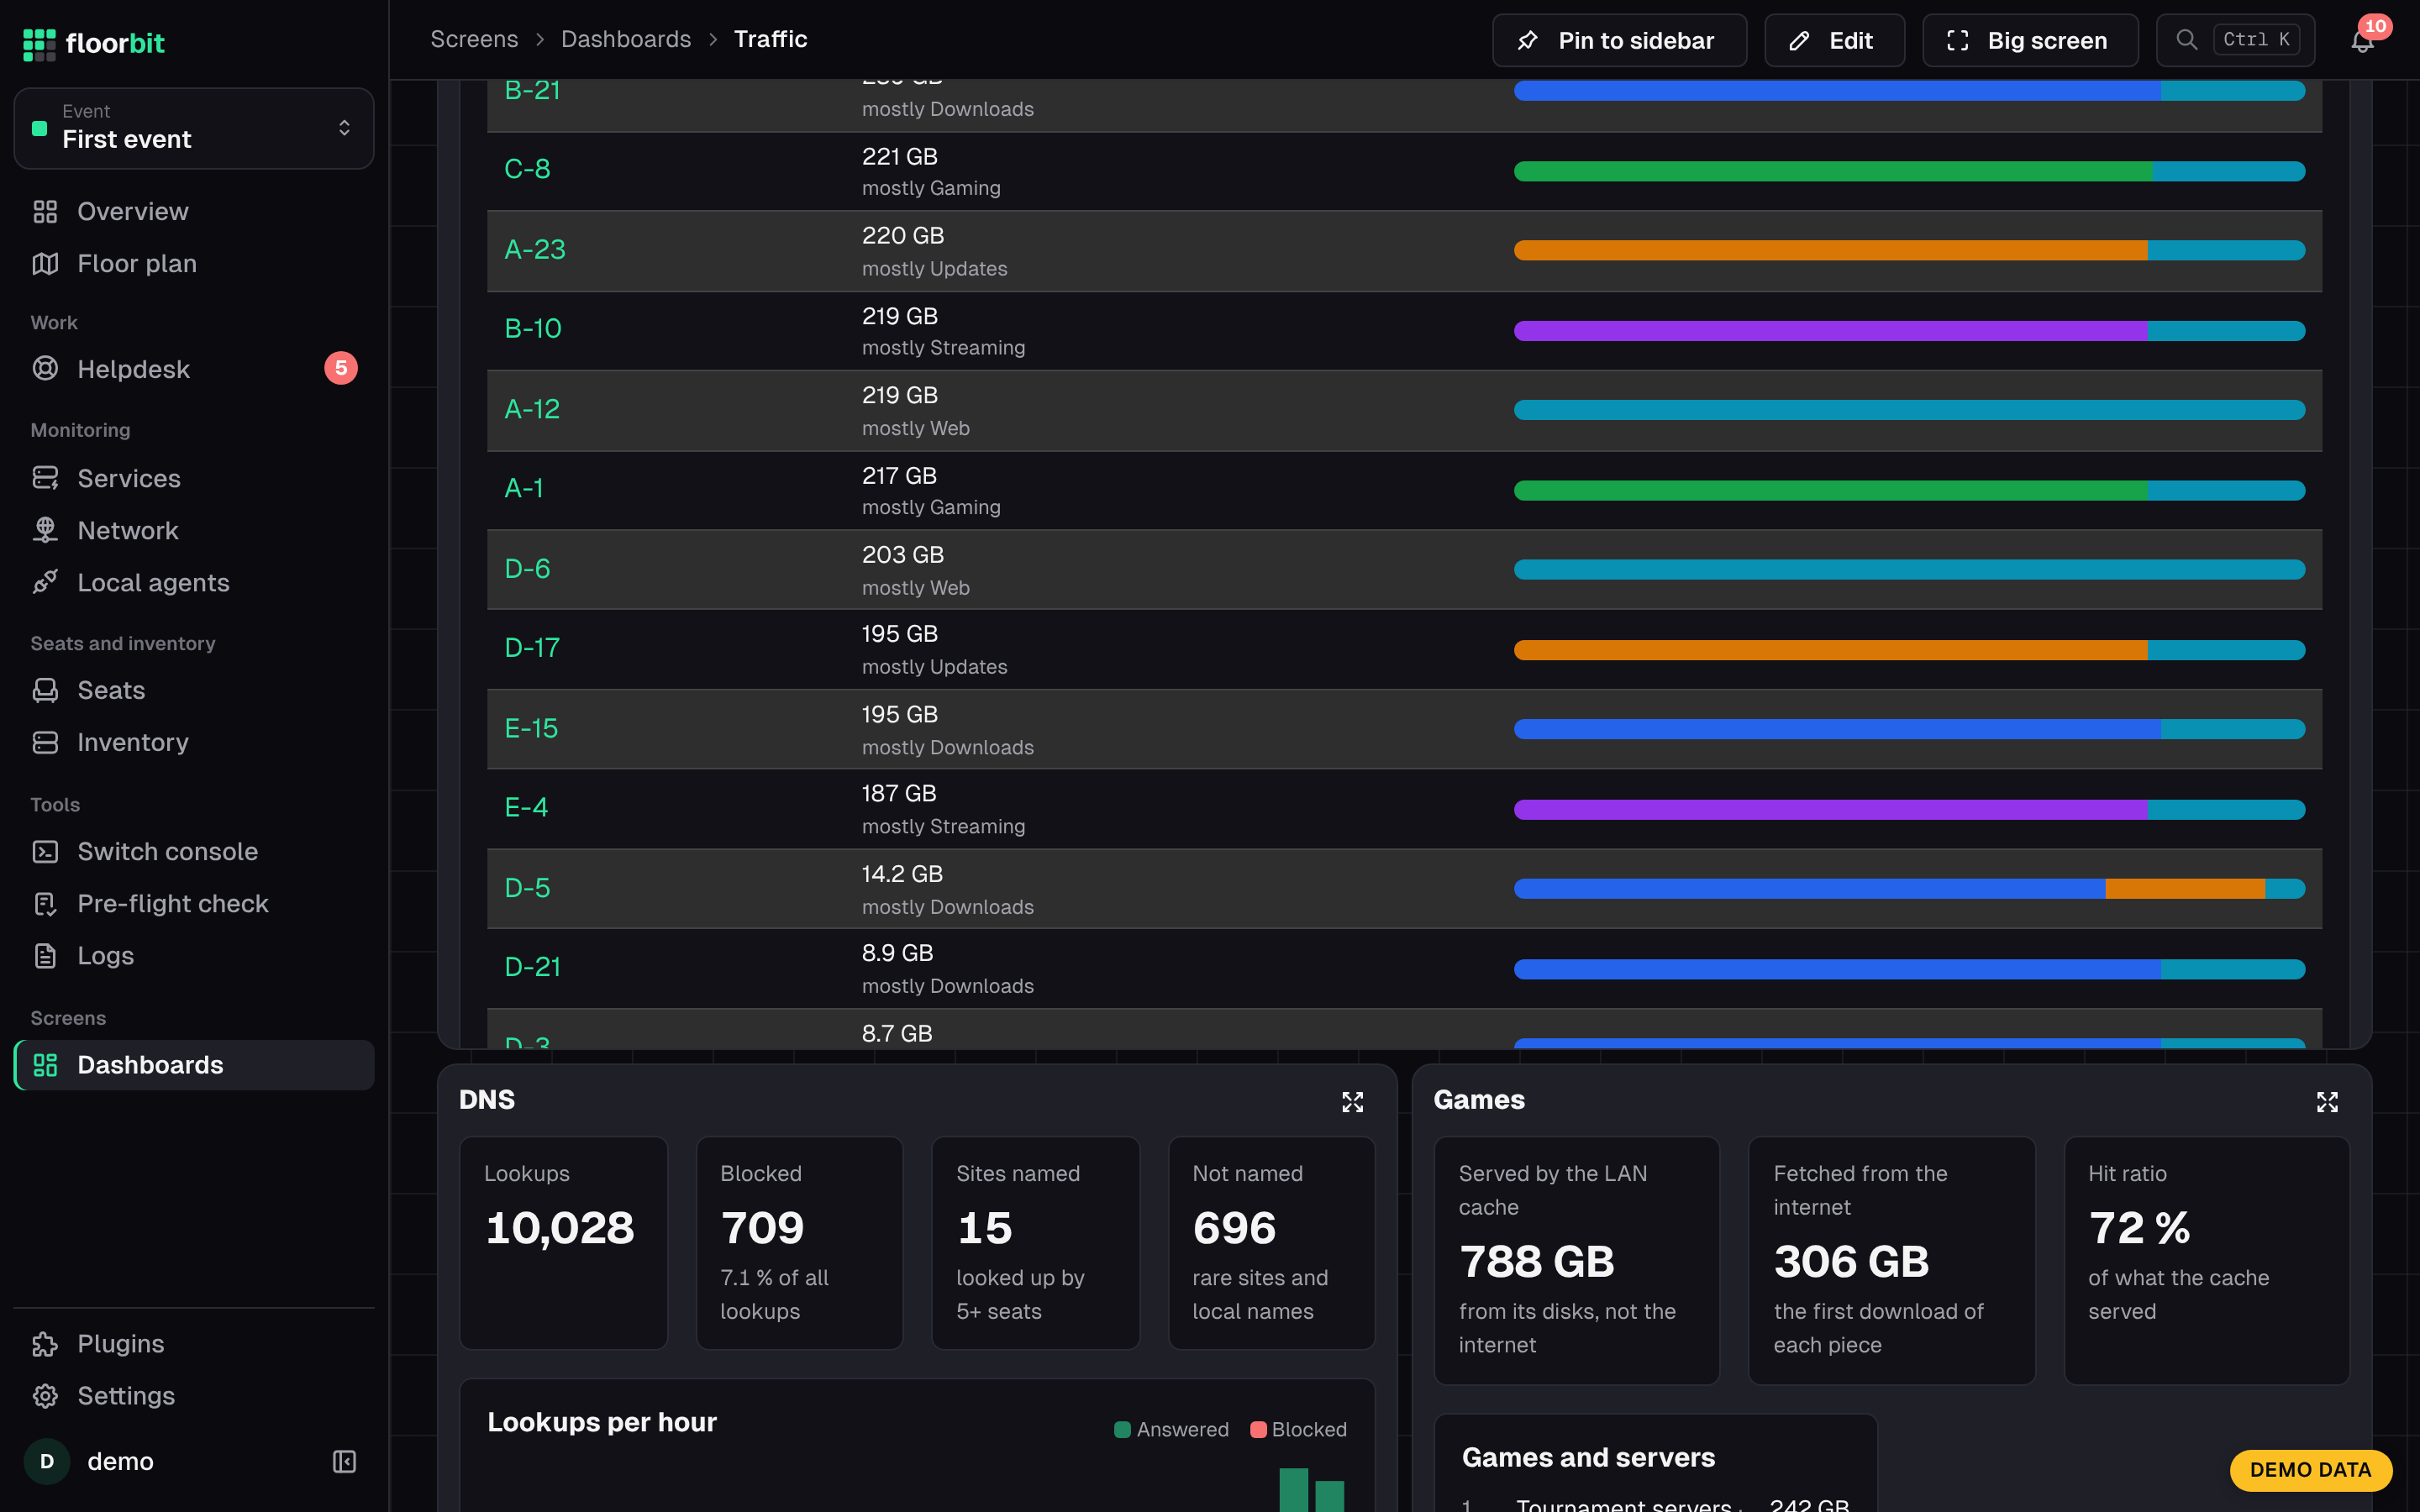 floorbit
Screens > Dashboards > Traffic
Pin to sidebar
Edit
Big screen
Ctrl K
10
Event
First event
Overview
Floor plan
Work
Helpdesk
5
Monitoring
Services
Network
Local agents
Seats and inventory
Seats
Inventory
Tools
Switch console
Pre-flight check
Logs
Screens
Dashboards
Plugins
Settings
D
demo
B-21
mostly Downloads
C-8
221 GB
mostly Gaming
A-23
220 GB
mostly Updates
B-10
219 GB
mostly Streaming
A-12
219 GB
mostly Web
A-1
217 GB
mostly Gaming
D-6
203 GB
mostly Web
D-17
195 GB
mostly Updates
E-15
195 GB
mostly Downloads
E-4
187 GB
mostly Streaming
D-5
14.2 GB
mostly Downloads
D-21
8.9 GB
mostly Downloads
D-3
8.7 GB
DNS
Lookups
10,028
Blocked
709
7.1 % of all
lookups
Sites named
15
looked up by
5+ seats
Not named
696
rare sites and
local names
Lookups per hour
Answered
Blocked
Games
Served by the LAN
cache
788 GB
from its disks, not the
internet
Fetched from the
internet
306 GB
the first download of
each piece
Hit ratio
72 %
of what the cache
served
Games and servers
1 Tournament servers · 242 GB
DEMO DATA